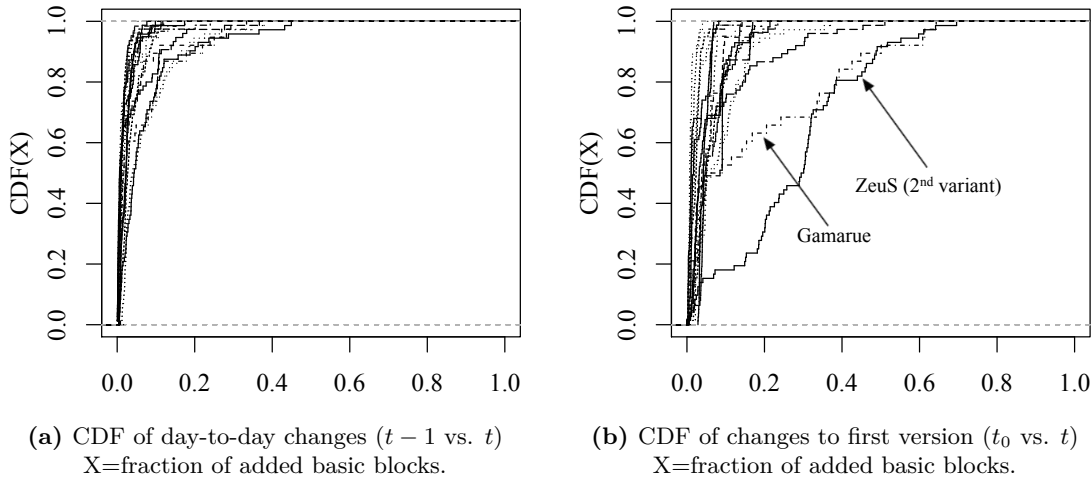 CDF(X)
1.0
0.8
0.6
0.4
0.2
0.0
0.0 0.2 0.4 0.6 0.8 1.0
(a) CDF of day-to-day changes (t − 1 vs. t)
X=fraction of added basic blocks.
CDF(X)
1.0
0.8
0.6
0.4
0.2
0.0
ZeuS (2nd variant)
Gamarue
0.0 0.2 0.4 0.6 0.8 1.0
(b) CDF of changes to first version (t0 vs. t)
X=fraction of added basic blocks.